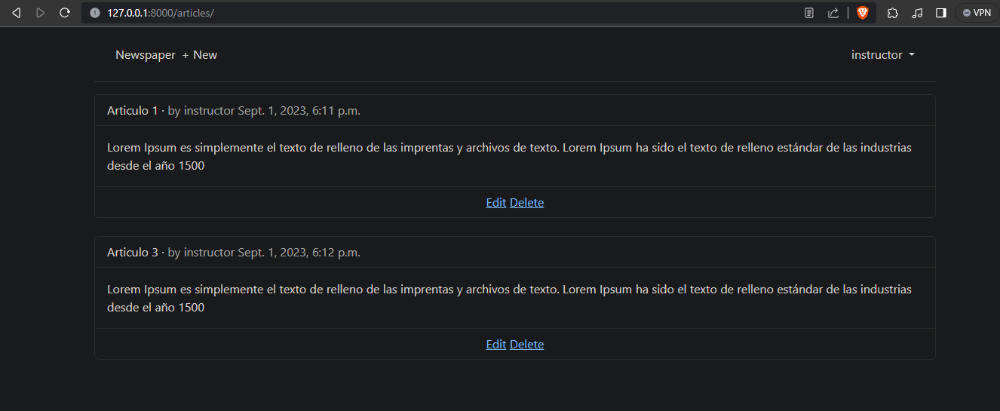 127.0.0.1:8000/articles/
VPN
Newspaper + New
instructor
Articulo 1 · by instructor Sept. 1, 2023, 6:11 p.m.
Lorem Ipsum es simplemente el texto de relleno de las imprentas y archivos de texto. Lorem Ipsum ha sido el texto de relleno estándar de las industrias
desde el año 1500
Edit Delete
Articulo 3 · by instructor Sept. 1, 2023, 6:12 p.m.
Lorem Ipsum es simplemente el texto de relleno de las imprentas y archivos de texto. Lorem Ipsum ha sido el texto de relleno estándar de las industrias
desde el año 1500
Edit Delete